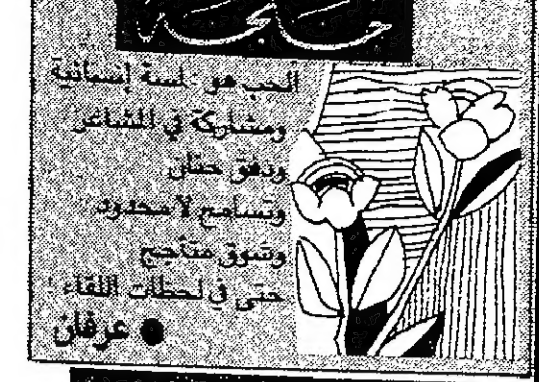 الحب هو : لمسة إنسانية
ومشاركة في المشاعر
ودفق حنان
وتسامح لا محدود
وشوق متأجج
حتى في لحظات اللقاء !
● عرفان